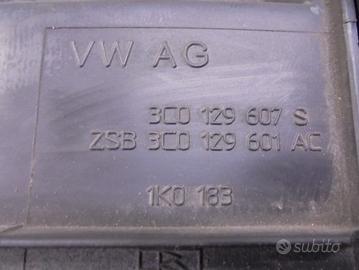 VW AG
3C0 129 607 S
ZSB 3C0 129 601 AC
1K0 183
subito